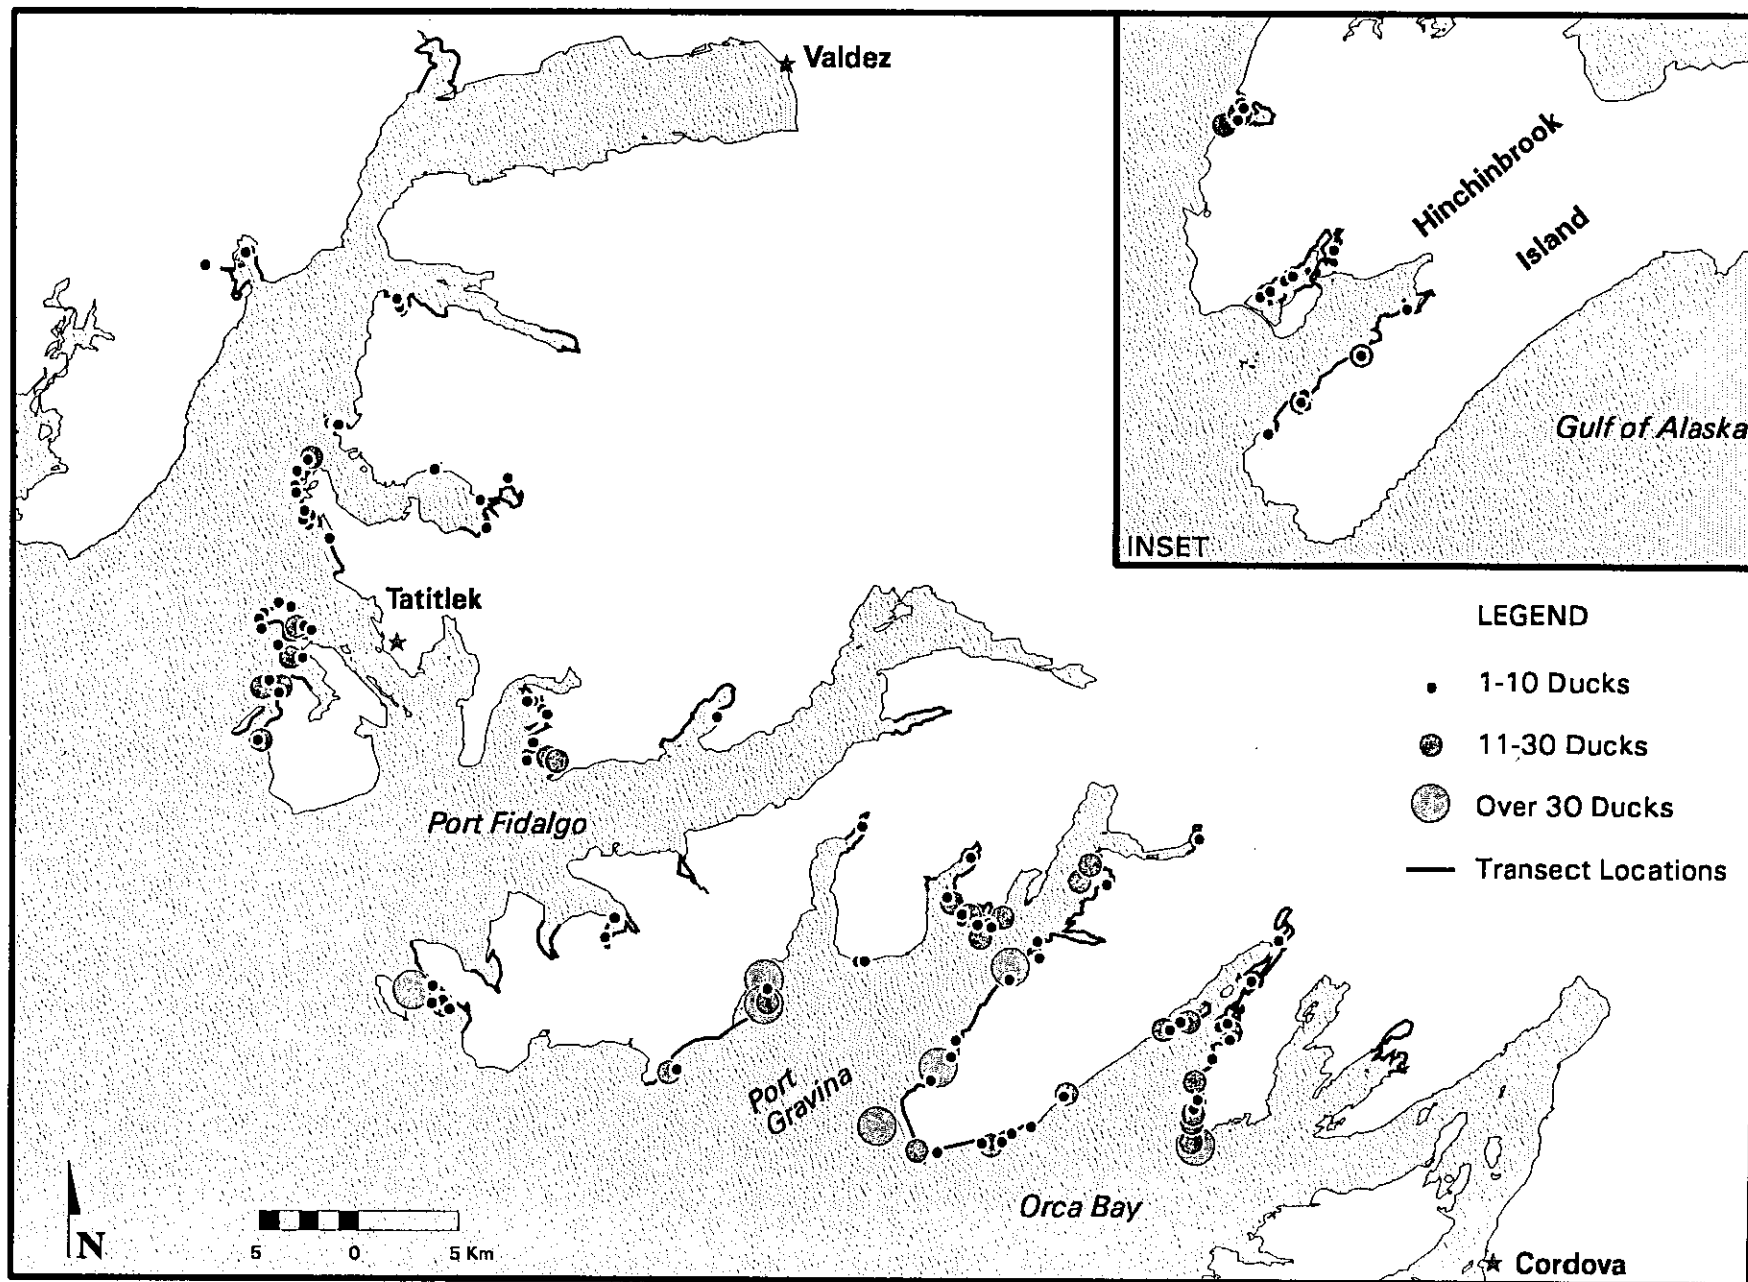 Valdez
Hinchinbrook
Island
Gulf of Alaska
INSET
Tatitlek
LEGEND
1-10 Ducks
11-30 Ducks
Over 30 Ducks
Transect Locations
Port Fidalgo
Port
Gravina
Orca Bay
N
5 0 5 Km
Cordova